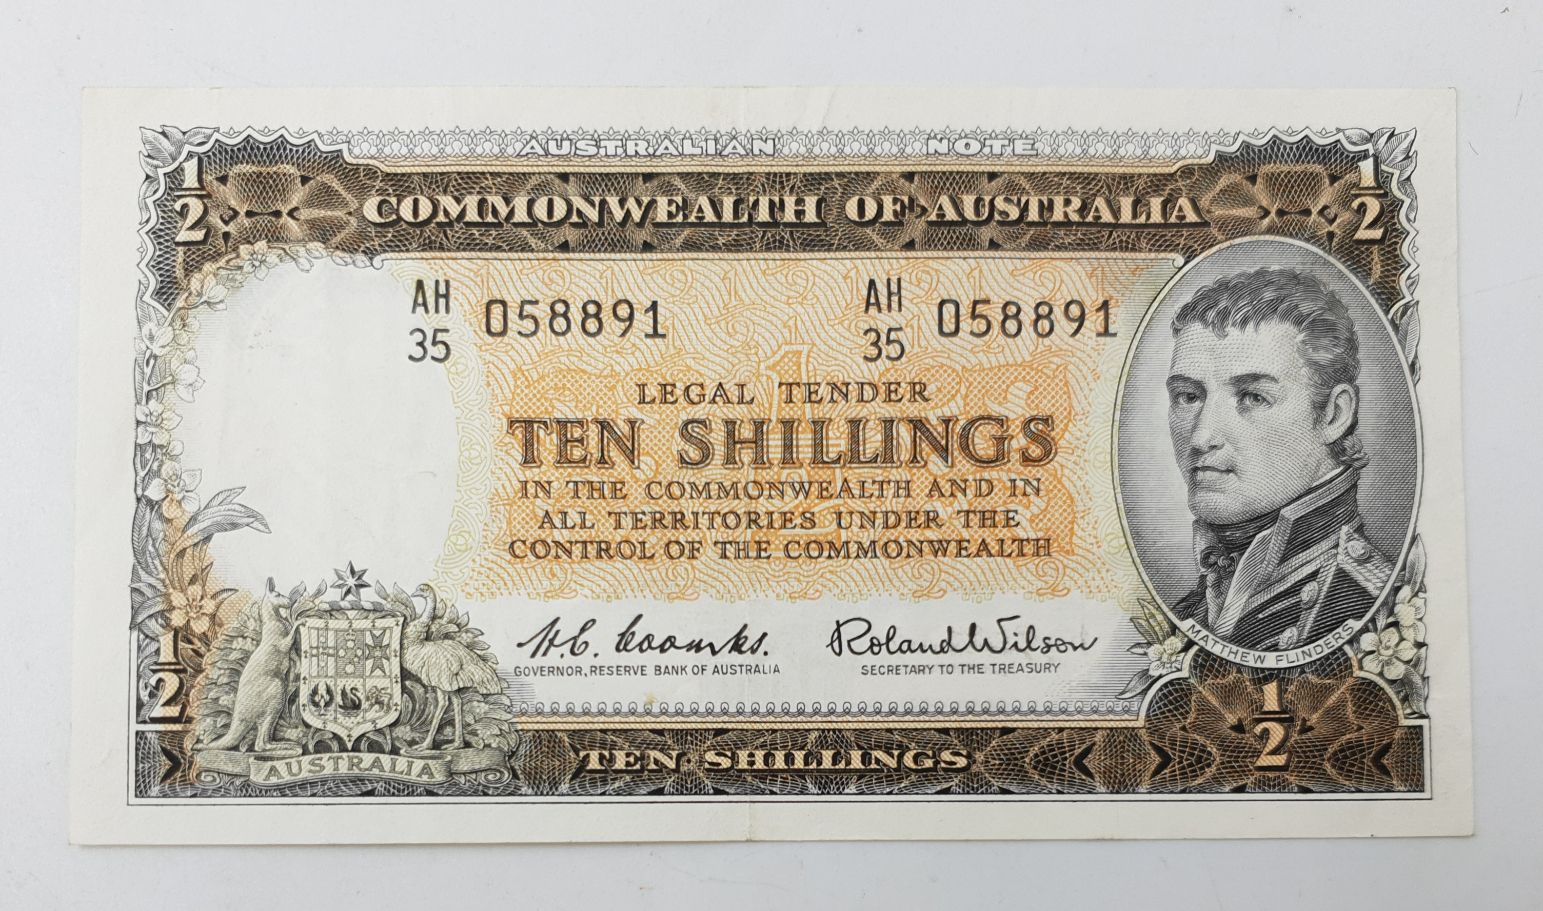 AUSTRALIAN NOTE
1/2 1/2
COMMONWEALTH OF AUSTRALIA
AH 35 058891 AH 35 058891
LEGAL TENDER
TEN SHILLINGS
IN THE COMMONWEALTH AND IN
ALL TERRITORIES UNDER THE
CONTROL OF THE COMMONWEALTH
H. C. Coombs. Roland Wilson
GOVERNOR, RESERVE BANK OF AUSTRALIA SECRETARY TO THE TREASURY
MATTHEW FLINDERS
1/2 1/2
AUSTRALIA
TEN SHILLINGS